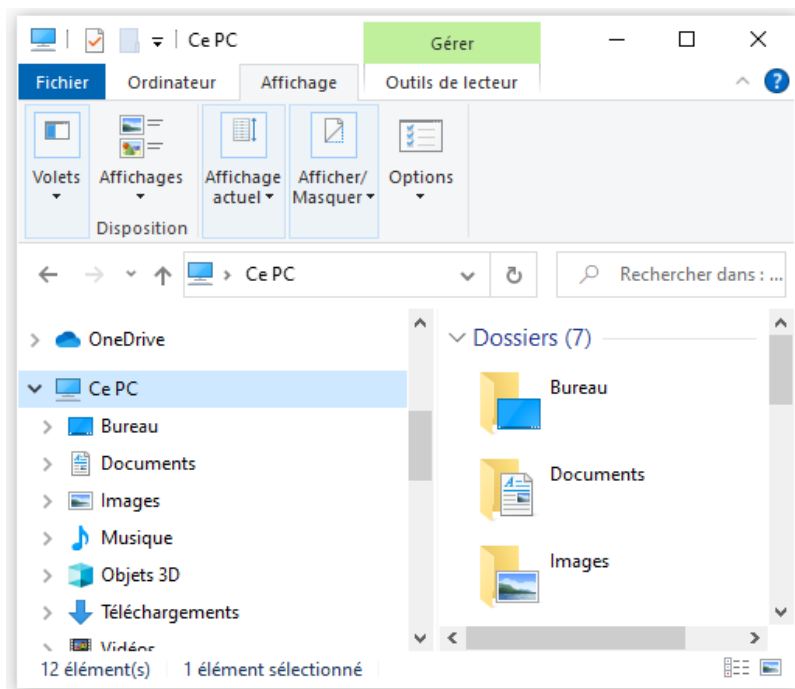 Ce PC
Gérer
Fichier
Ordinateur
Affichage
Outils de lecteur
Volets
Affichages
Affichage
actuel
Afficher/
Masquer
Options
Disposition
Ce PC
Rechercher dans : ...
OneDrive
Ce PC
Bureau
Documents
Images
Musique
Objets 3D
Téléchargements
Vidéos
Dossiers (7)
Bureau
Documents
Images
12 élément(s)
1 élément sélectionné